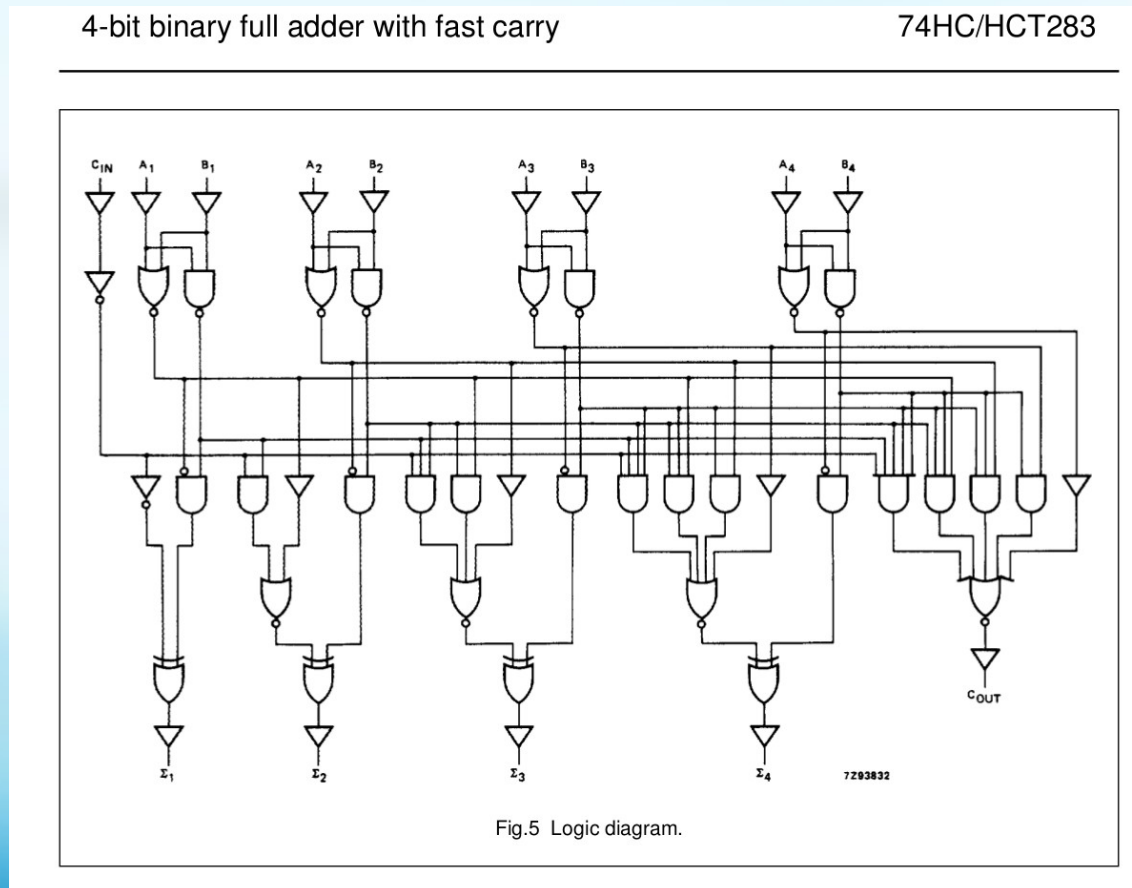 4-bit binary full adder with fast carry 74HC/HCT283
CIN A1 B1 A2 B2 A3 B3 A4 B4
COUT
Σ1 Σ2 Σ3 Σ4 7Z93832
Fig.5 Logic diagram.